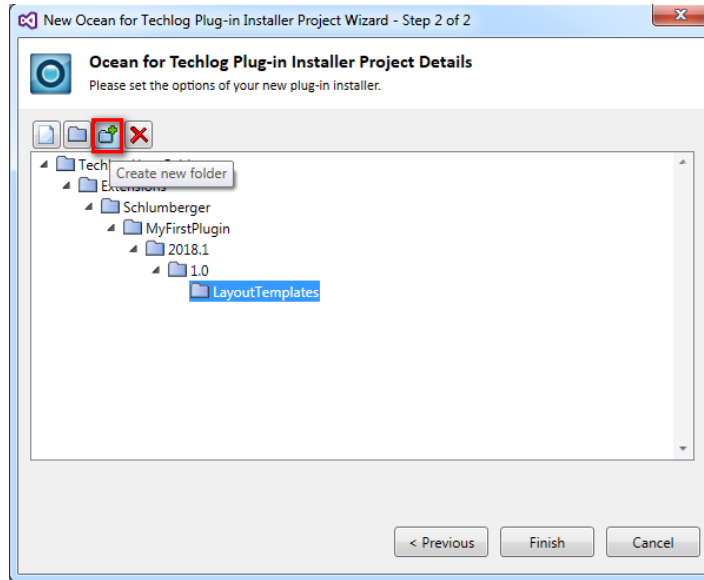 New Ocean for Techlog Plug-in Installer Project Wizard - Step 2 of 2
Ocean for Techlog Plug-in Installer Project Details
Please set the options of your new plug-in installer.
Create new folder
Extensions
Schlumberger
MyFirstPlugin
2018.1
1.0
LayoutTemplates
< Previous Finish Cancel